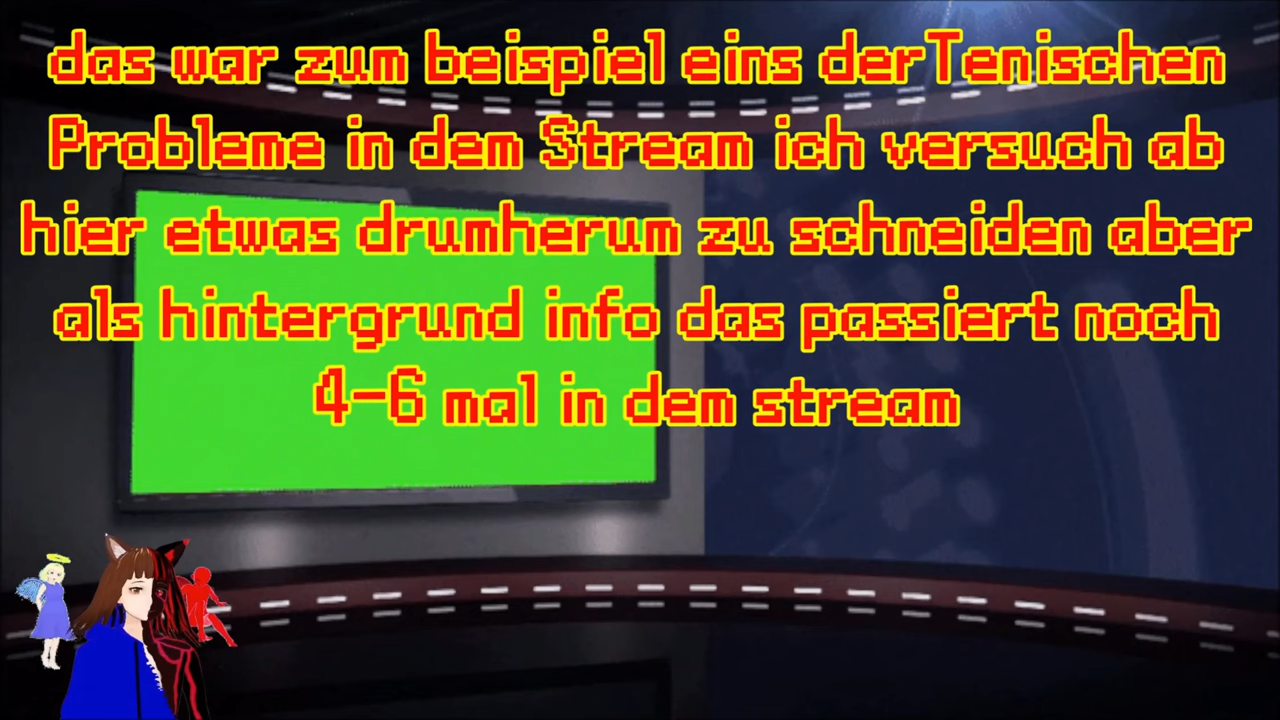 das war zum beispiel eins derTenischen
Probleme in dem Stream ich versuch ab
hier etwas drumherum zu schneiden aber
als hintergrund info das passiert noch
4-6 mal in dem stream